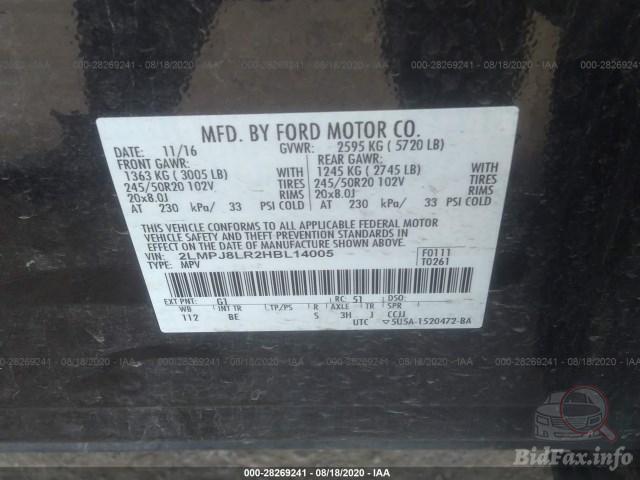 000-28269241 - 08/18/2020 - IAA
MFD. BY FORD MOTOR CO.
DATE: 11/16 GVWR: 2595 KG ( 5720 LB)
FRONT GAWR: REAR GAWR:
1363 KG ( 3005 LB) 1245 KG ( 2745 LB)
245/50R20 102V TIRES 245/50R20 102V TIRES
20x8.0J RIMS 20x8.0J RIMS
AT 230 kPa/ 33 PSI COLD AT 230 kPa/ 33 PSI COLD
THIS VEHICLE CONFORMS TO ALL APPLICABLE FEDERAL MOTOR
VEHICLE SAFETY AND BUMPER STANDARDS IN EFFECT ON THE DATE OF
MANUFACTURE SHOWN ABOVE.
VIN: 2LMPJ8LR2HBL14005 F0111
TYPE: MPV T0261
EXT PNT: G1 RC: 51 DSO:
WB INT TR TP/PS R AXLE TR SPR
112 BE S 3H J CCJJ
UTC 5U5A-1520472-BA
BidFax.info
000-28269241 - 08/18/2020 - IAA